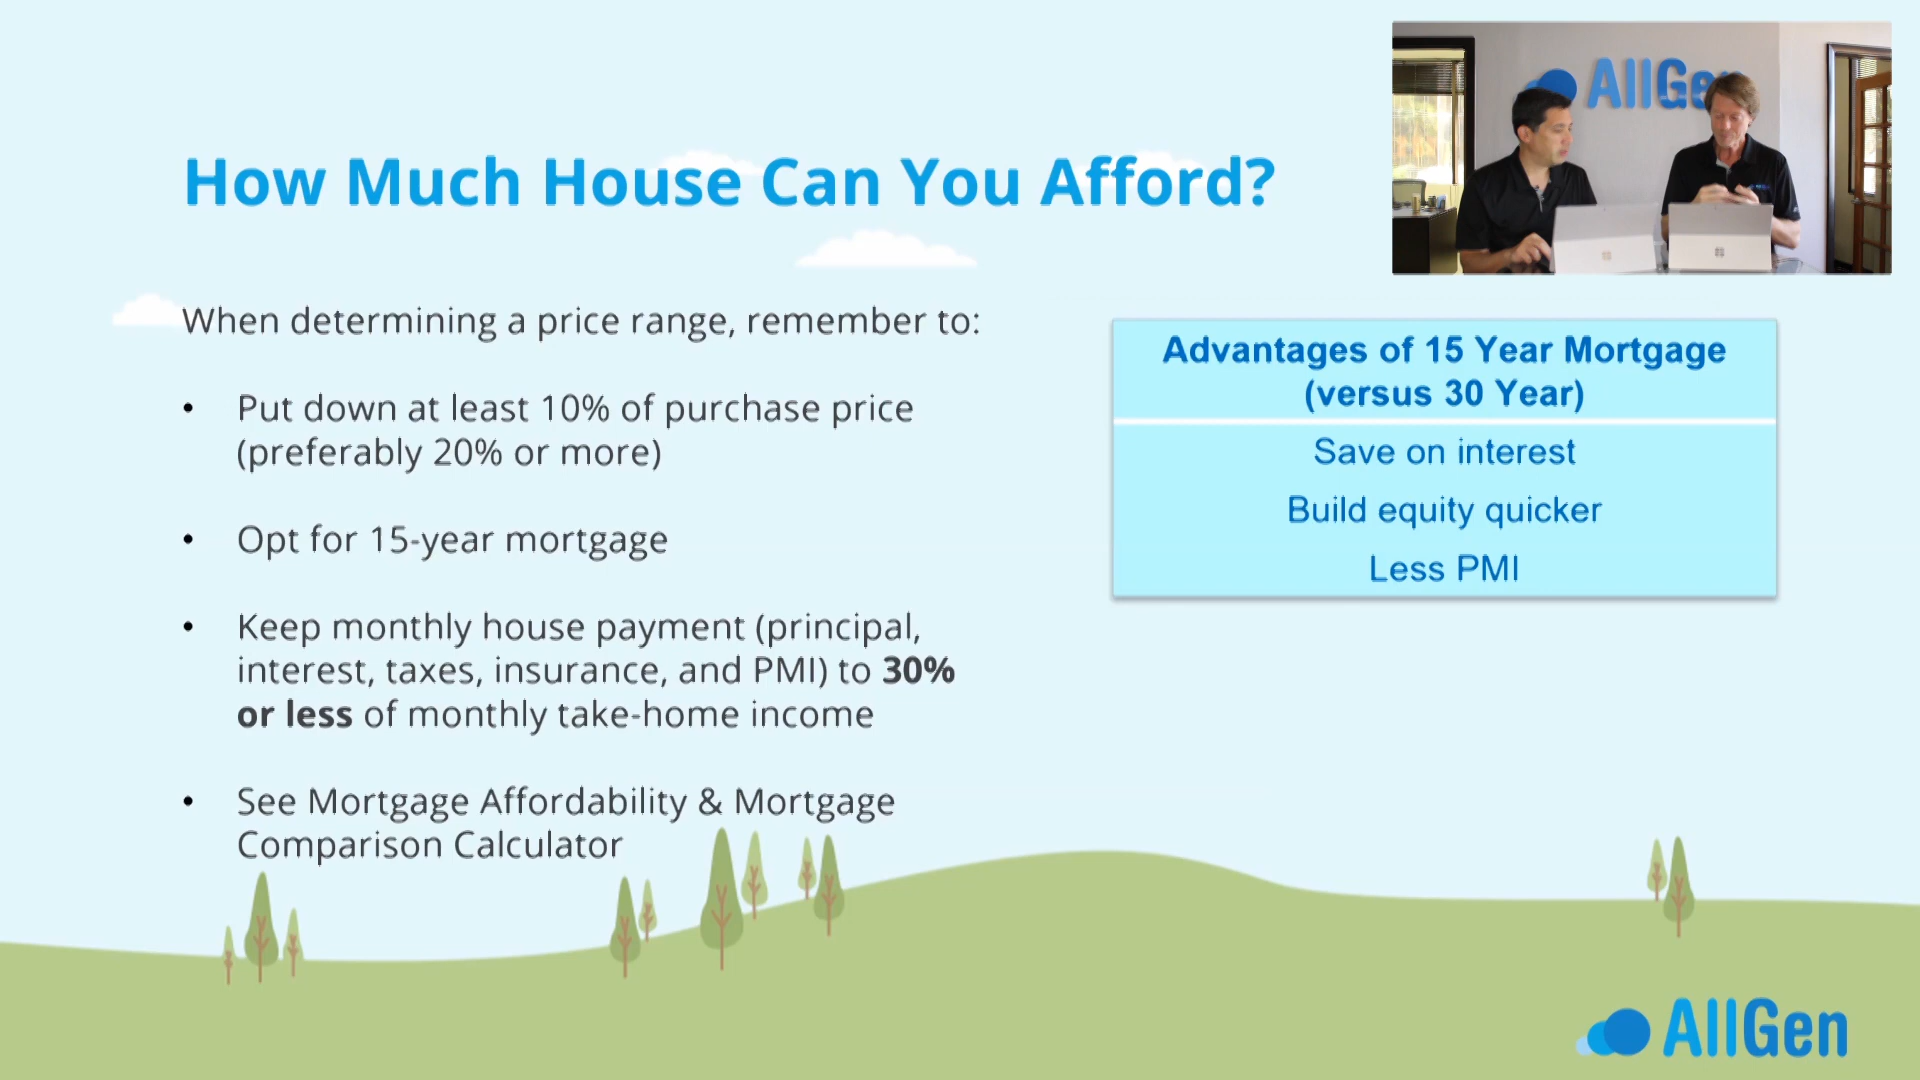 AllGen
How Much House Can You Afford?
When determining a price range, remember to:
• Put down at least 10% of purchase price
(preferably 20% or more)
• Opt for 15-year mortgage
• Keep monthly house payment (principal,
interest, taxes, insurance, and PMI) to 30%
or less of monthly take-home income
• See Mortgage Affordability & Mortgage
Comparison Calculator
Advantages of 15 Year Mortgage
(versus 30 Year)
Save on interest
Build equity quicker
Less PMI
AllGen